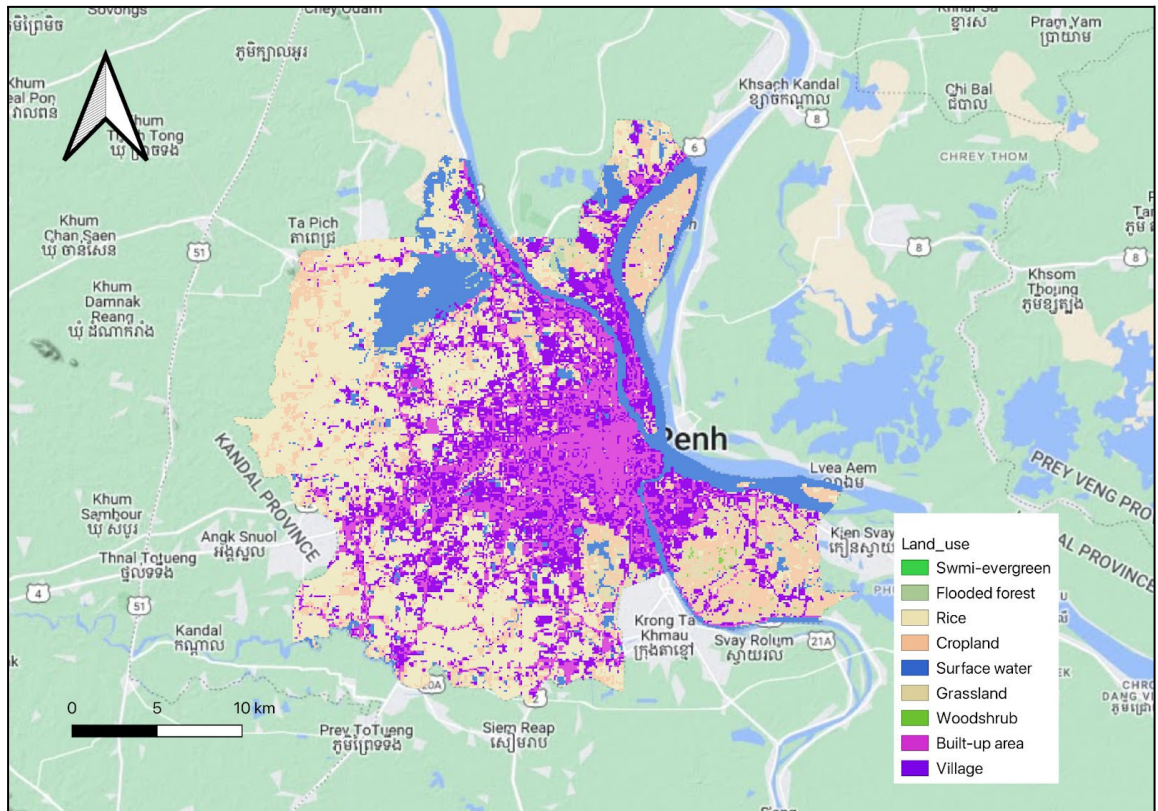 Khsach Kandal
ខ្សាច់កណ្ដាល
Chi Bal
ជីបាល
Pram Yam
ប្រាំយ៉ាម
8
6
CHREY THOM
8
8
Khum
Chan Saen
ឃុំ ចាន់សែន
Ta Pich
តាពេជ្រ
51
Khsom
Thojung
Khum
Damnak
Reang
ឃុំ ដំណាក់រាំង
KANDAL PROVINCE
Penh
Lvea Aem
PREY VENG PRO
Khum
Sambour
ឃុំ សំបួរ
Angk Snuol
អង្គស្នួល
Thnal Totueng
ថ្នល់ទទឹង
4
51
Kien Svay
កៀនស្វាយ
AL PROVINCE
Kandal
កណ្ដាល
Krong Ta
Khmau
ក្រុងតាខ្មៅ
Svay Rolum
ស្វាយរលំ
21A
2
Prey ToTueng
ភូមិព្រៃទទឹង
Siem Reap
សៀមរាប
0 5 10 km
Land_use
Swmi-evergreen
Flooded forest
Rice
Cropland
Surface water
Grassland
Woodshrub
Built-up area
Village